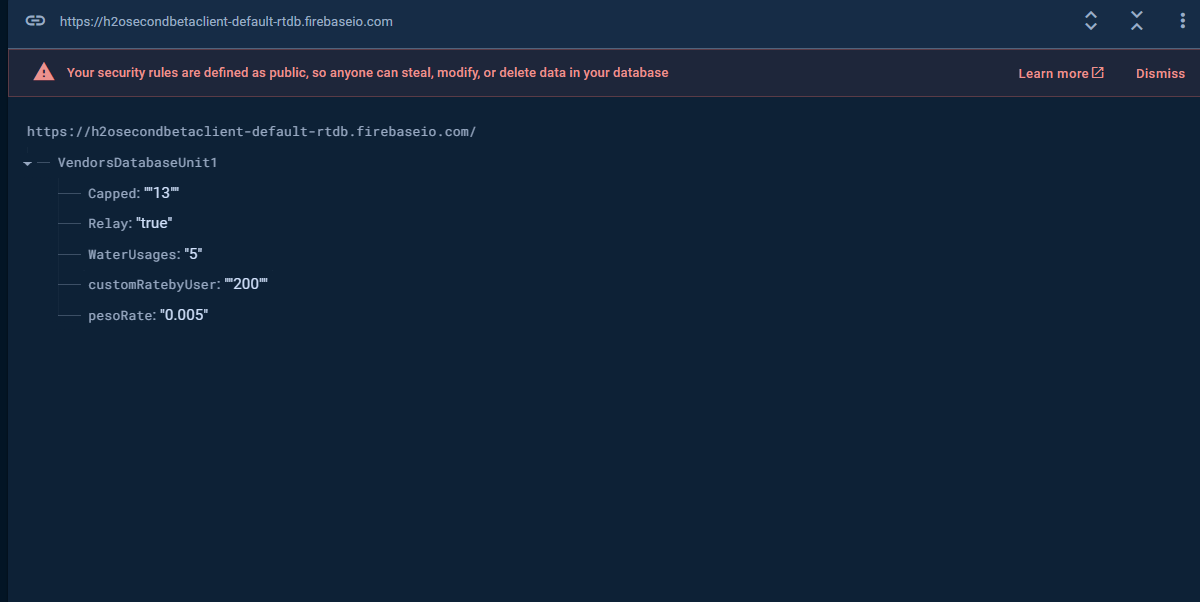 https://h2osecondbetaclient-default-rtdb.firebaseio.com
Your security rules are defined as public, so anyone can steal, modify, or delete data in your database
Learn more
Dismiss
https://h2osecondbetaclient-default-rtdb.firebaseio.com/
VendorsDatabaseUnit1
Capped: ""13""
Relay: "true"
WaterUsages: "5"
customRatebyUser: ""200""
pesoRate: "0.005"